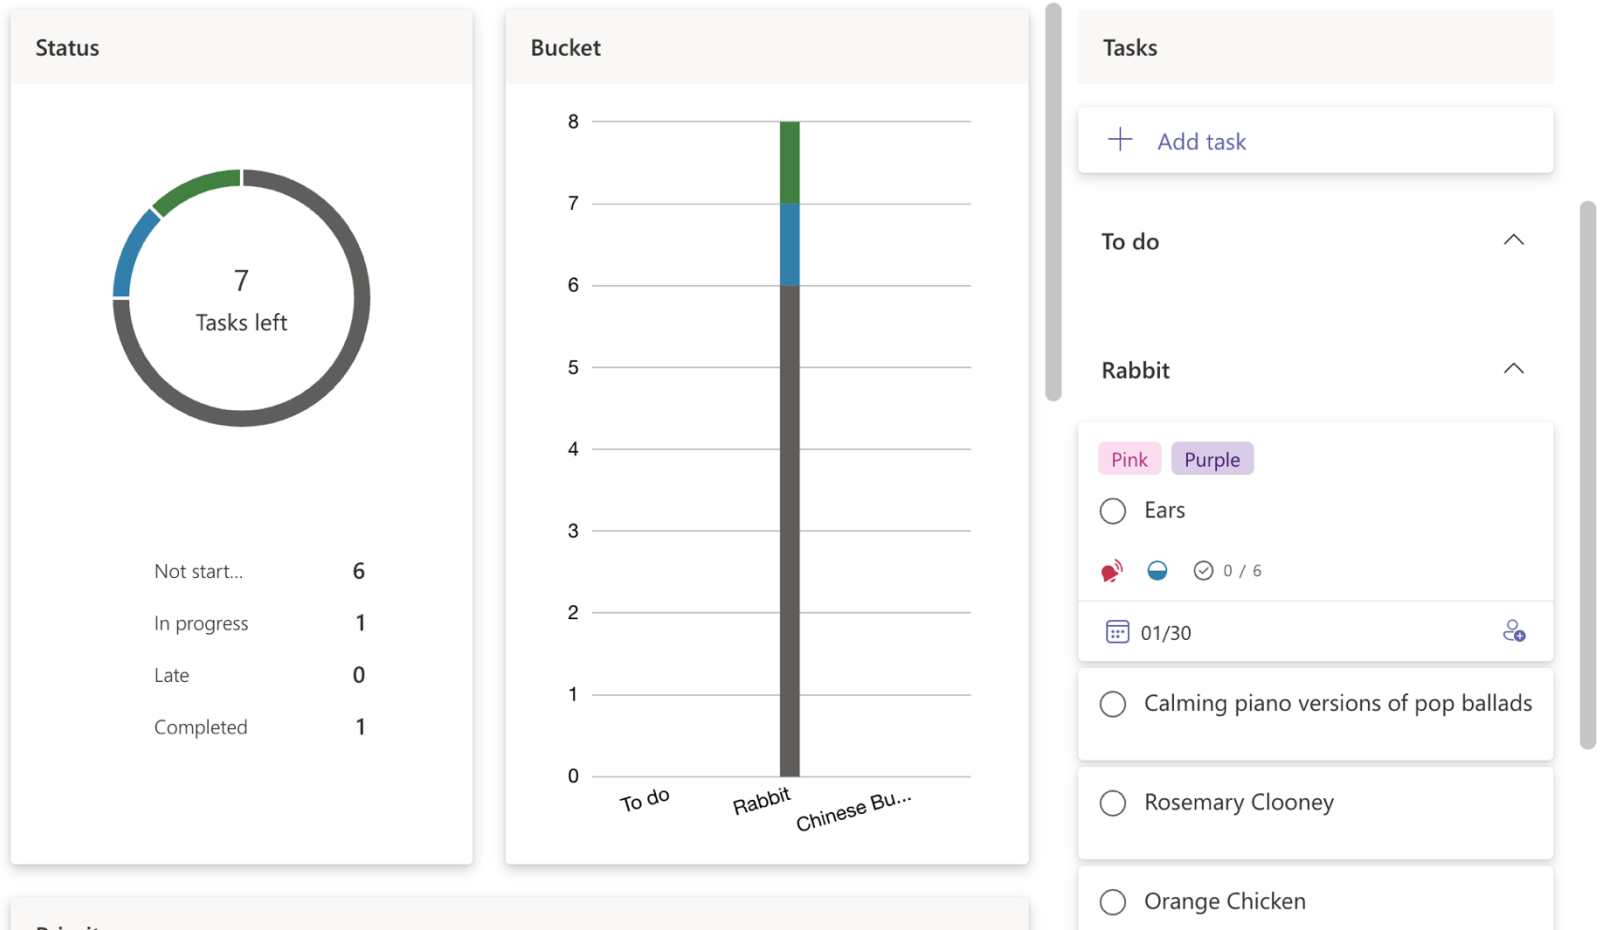 Status
7
Tasks left
Not start...
6
In progress
1
Late
0
Completed
1
Bucket
8
7
6
5
4
3
2
1
0
To do
Rabbit
Chinese Bu...
Tasks
Add task
To do
Rabbit
Pink
Purple
Ears
0 / 6
01/30
Calming piano versions of pop ballads
Rosemary Clooney
Orange Chicken